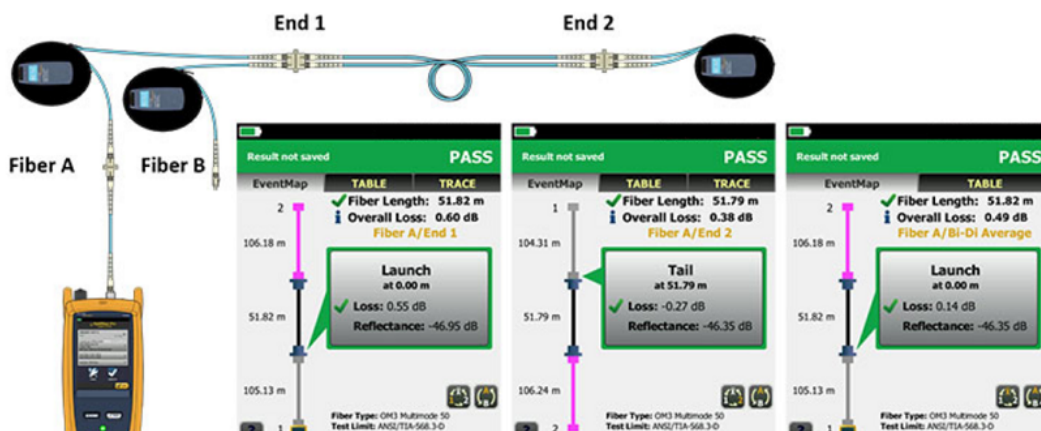 End 1
End 2
Fiber A
Fiber B
Result not saved PASS
EventMap TABLE TRACE
2
Fiber Length: 51.82 m
Overall Loss: 0.60 dB
Fiber A/End 1
106.18 m
Launch
at 0.00 m
Loss: 0.55 dB
Reflectance: -46.95 dB
51.82 m
105.13 m
Fiber Type: OM3 Multimode 50
Test Limit: ANSI/TIA-568.3-D
1
Result not saved PASS
EventMap TABLE TRACE
1
Fiber Length: 51.79 m
Overall Loss: 0.38 dB
Fiber A/End 2
104.31 m
Tail
at 51.79 m
Loss: -0.27 dB
Reflectance: -46.35 dB
51.79 m
106.24 m
Fiber Type: OM3 Multimode 50
Test Limit: ANSI/TIA-568.3-D
2
Result not saved PASS
EventMap TABLE
2
Fiber Length: 51.82 m
Overall Loss: 0.49 dB
Fiber A/Bi-Di Average
106.18 m
Launch
at 0.00 m
Loss: 0.14 dB
Reflectance: -46.35 dB
51.82 m
105.13 m
Fiber Type: OM3 Multimode 50
Test Limit: ANSI/TIA-568.3-D
1